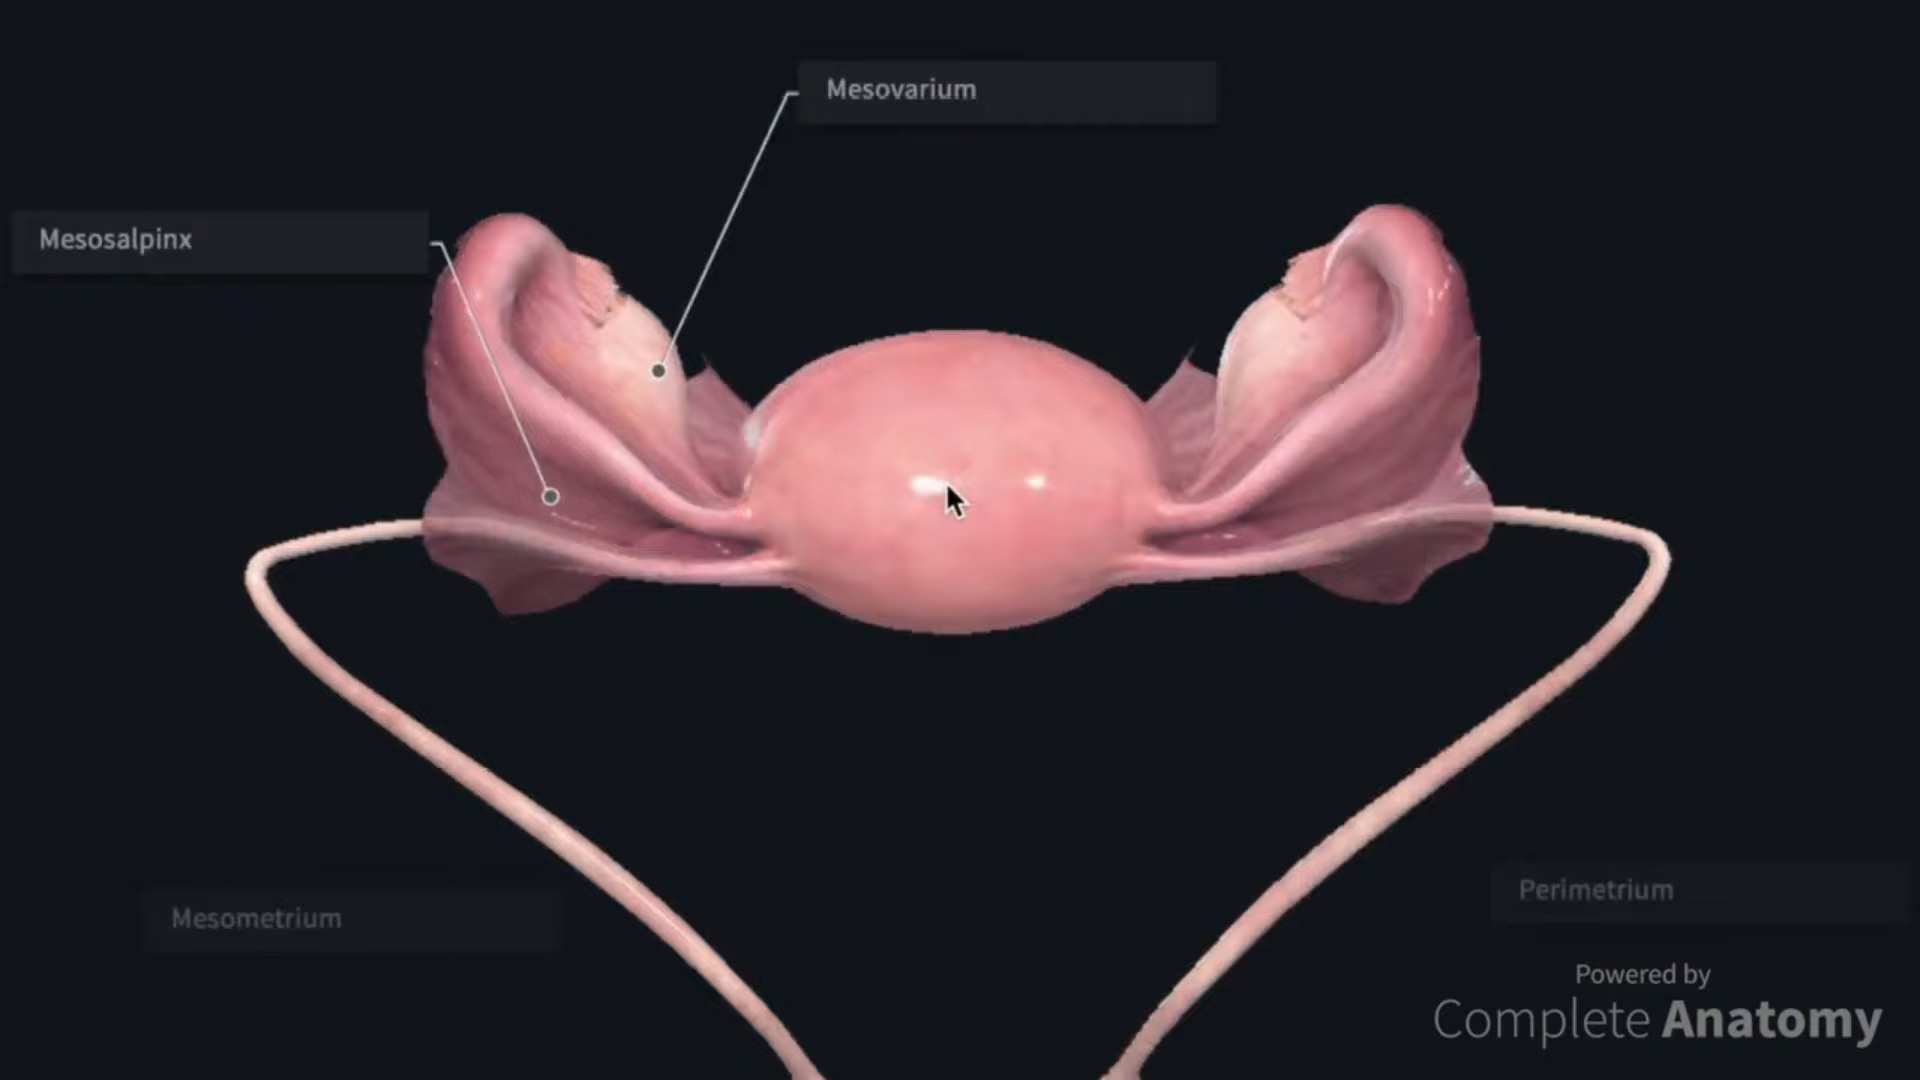 Mesovarium
Mesosalpinx
Mesometrium
Perimetrium
Powered by
Complete Anatomy